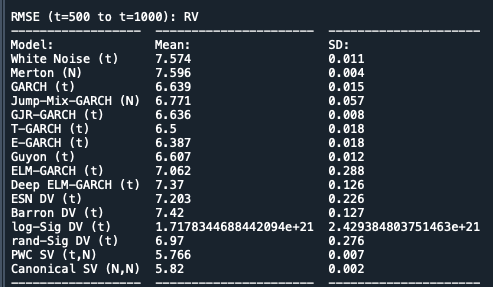 RMSE (t=500 to t=1000): RV
------------------ ---------------------- ---------------------
Model: Mean: SD:
White Noise (t) 7.574 0.011
Merton (N) 7.596 0.004
GARCH (t) 6.639 0.015
Jump-Mix-GARCH (N) 6.771 0.057
GJR-GARCH (t) 6.636 0.008
T-GARCH (t) 6.5 0.018
E-GARCH (t) 6.387 0.018
Guyon (t) 6.607 0.012
ELM-GARCH (t) 7.062 0.288
Deep ELM-GARCH (t) 7.37 0.126
ESN DV (t) 7.203 0.226
Barron DV (t) 7.42 0.127
log-Sig DV (t) 1.7178344688442094e+21 2.429384803751463e+21
rand-Sig DV (t) 6.97 0.276
PWC SV (t,N) 5.766 0.007
Canonical SV (N,N) 5.82 0.002
------------------ ---------------------- ---------------------